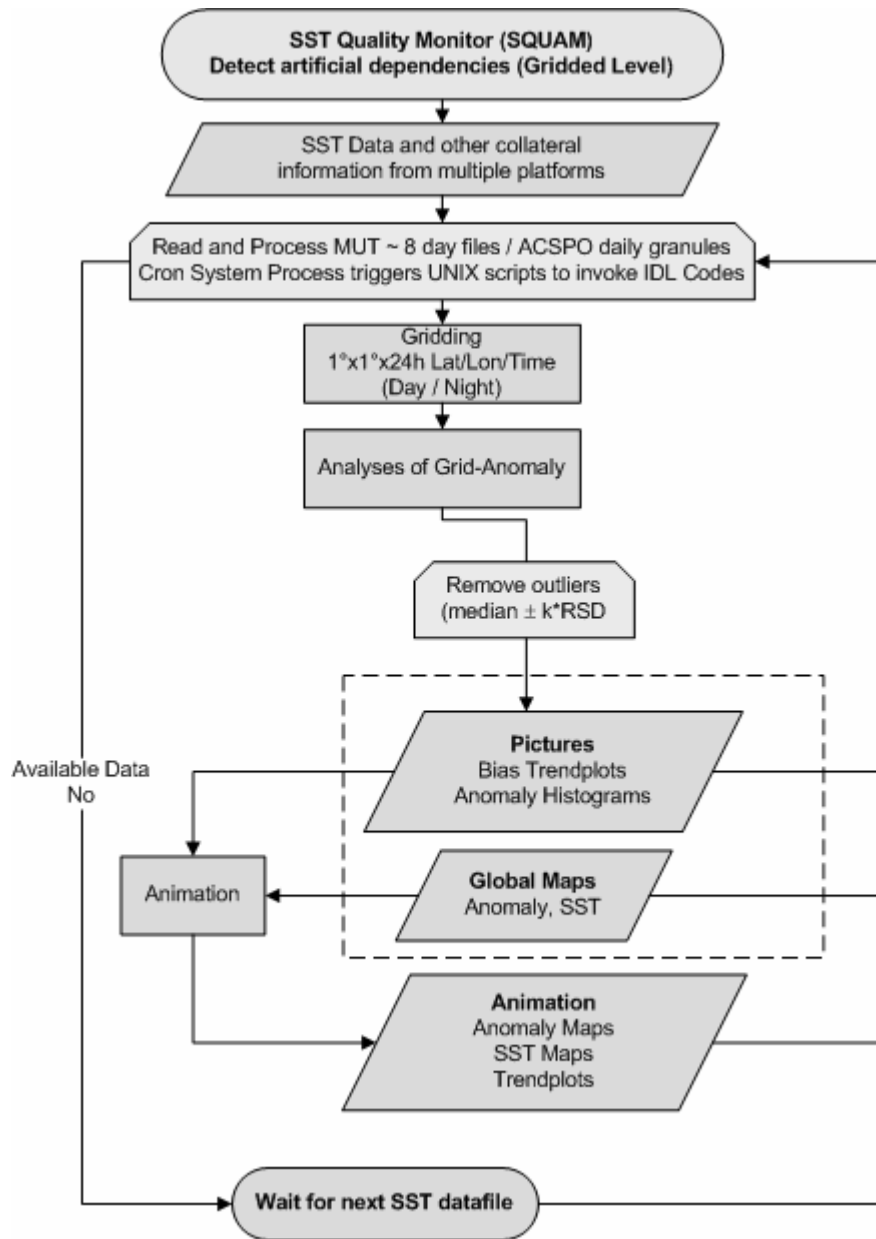 SST Quality Monitor (SQUAM)
Detect artificial dependencies (Gridded Level)
SST Data and other collateral
information from multiple platforms
Read and Process MUT ~ 8 day files / ACSPO daily granules
Cron System Process triggers UNIX scripts to invoke IDL Codes
Gridding
1°x1°x24h Lat/Lon/Time
(Day / Night)
Analyses of Grid-Anomaly
Remove outliers
(median ± k*RSD
Pictures
Bias Trendplots
Anomaly Histograms
Available Data
No
Animation
Global Maps
Anomaly, SST
Animation
Anomaly Maps
SST Maps
Trendplots
Wait for next SST datafile